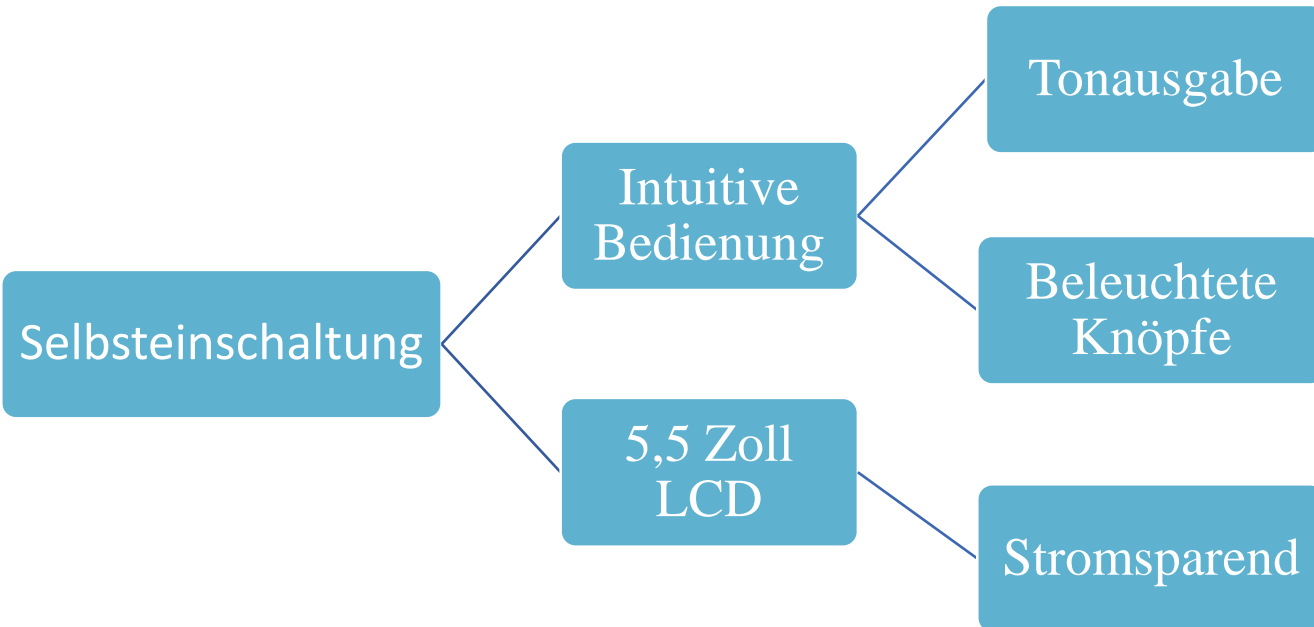 Selbsteinschaltung
Intuitive
Bedienung
5,5 Zoll
LCD
Tonausgabe
Beleuchtete
Knöpfe
Stromsparend